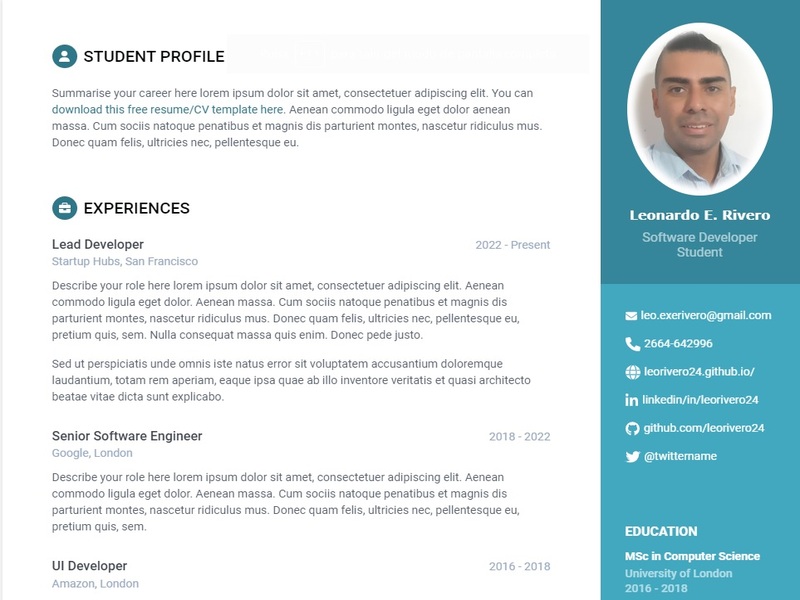 STUDENT PROFILE
Summarise your career here lorem ipsum dolor sit amet, consectetuer adipiscing elit. You can
download this free resume/CV template here. Aenean commodo ligula eget dolor aenean
massa. Cum sociis natoque penatibus et magnis dis parturient montes, nascetur ridiculus mus.
Donec quam felis, ultricies nec, pellentesque eu.
EXPERIENCES
Lead Developer
2022 - Present
Startup Hubs, San Francisco
Describe your role here lorem ipsum dolor sit amet, consectetuer adipiscing elit. Aenean
commodo ligula eget dolor. Aenean massa. Cum sociis natoque penatibus et magnis dis
parturient montes, nascetur ridiculus mus. Donec quam felis, ultricies nec, pellentesque eu,
pretium quis, sem. Nulla consequat massa quis enim. Donec pede justo.
Sed ut perspiciatis unde omnis iste natus error sit voluptatem accusantium doloremque
laudantium, totam rem aperiam, eaque ipsa quae ab illo inventore veritatis et quasi architecto
beatae vitae dicta sunt explicabo.
Senior Software Engineer
2018 - 2022
Google, London
Describe your role here lorem ipsum dolor sit amet, consectetuer adipiscing elit. Aenean
commodo ligula eget dolor. Aenean massa. Cum sociis natoque penatibus et magnis dis
parturient montes, nascetur ridiculus mus. Donec quam felis, ultricies nec, pellentesque eu,
pretium quis, sem.
UI Developer
2016 - 2018
Amazon, London
Leonardo E. Rivero
Software Developer
Student
leo.exerivero@gmail.com
2664-642996
leorivero24.github.io/
linkedin/in/leorivero24
github.com/leorivero24
@twittername
EDUCATION
MSc in Computer Science
University of London
2016 - 2018